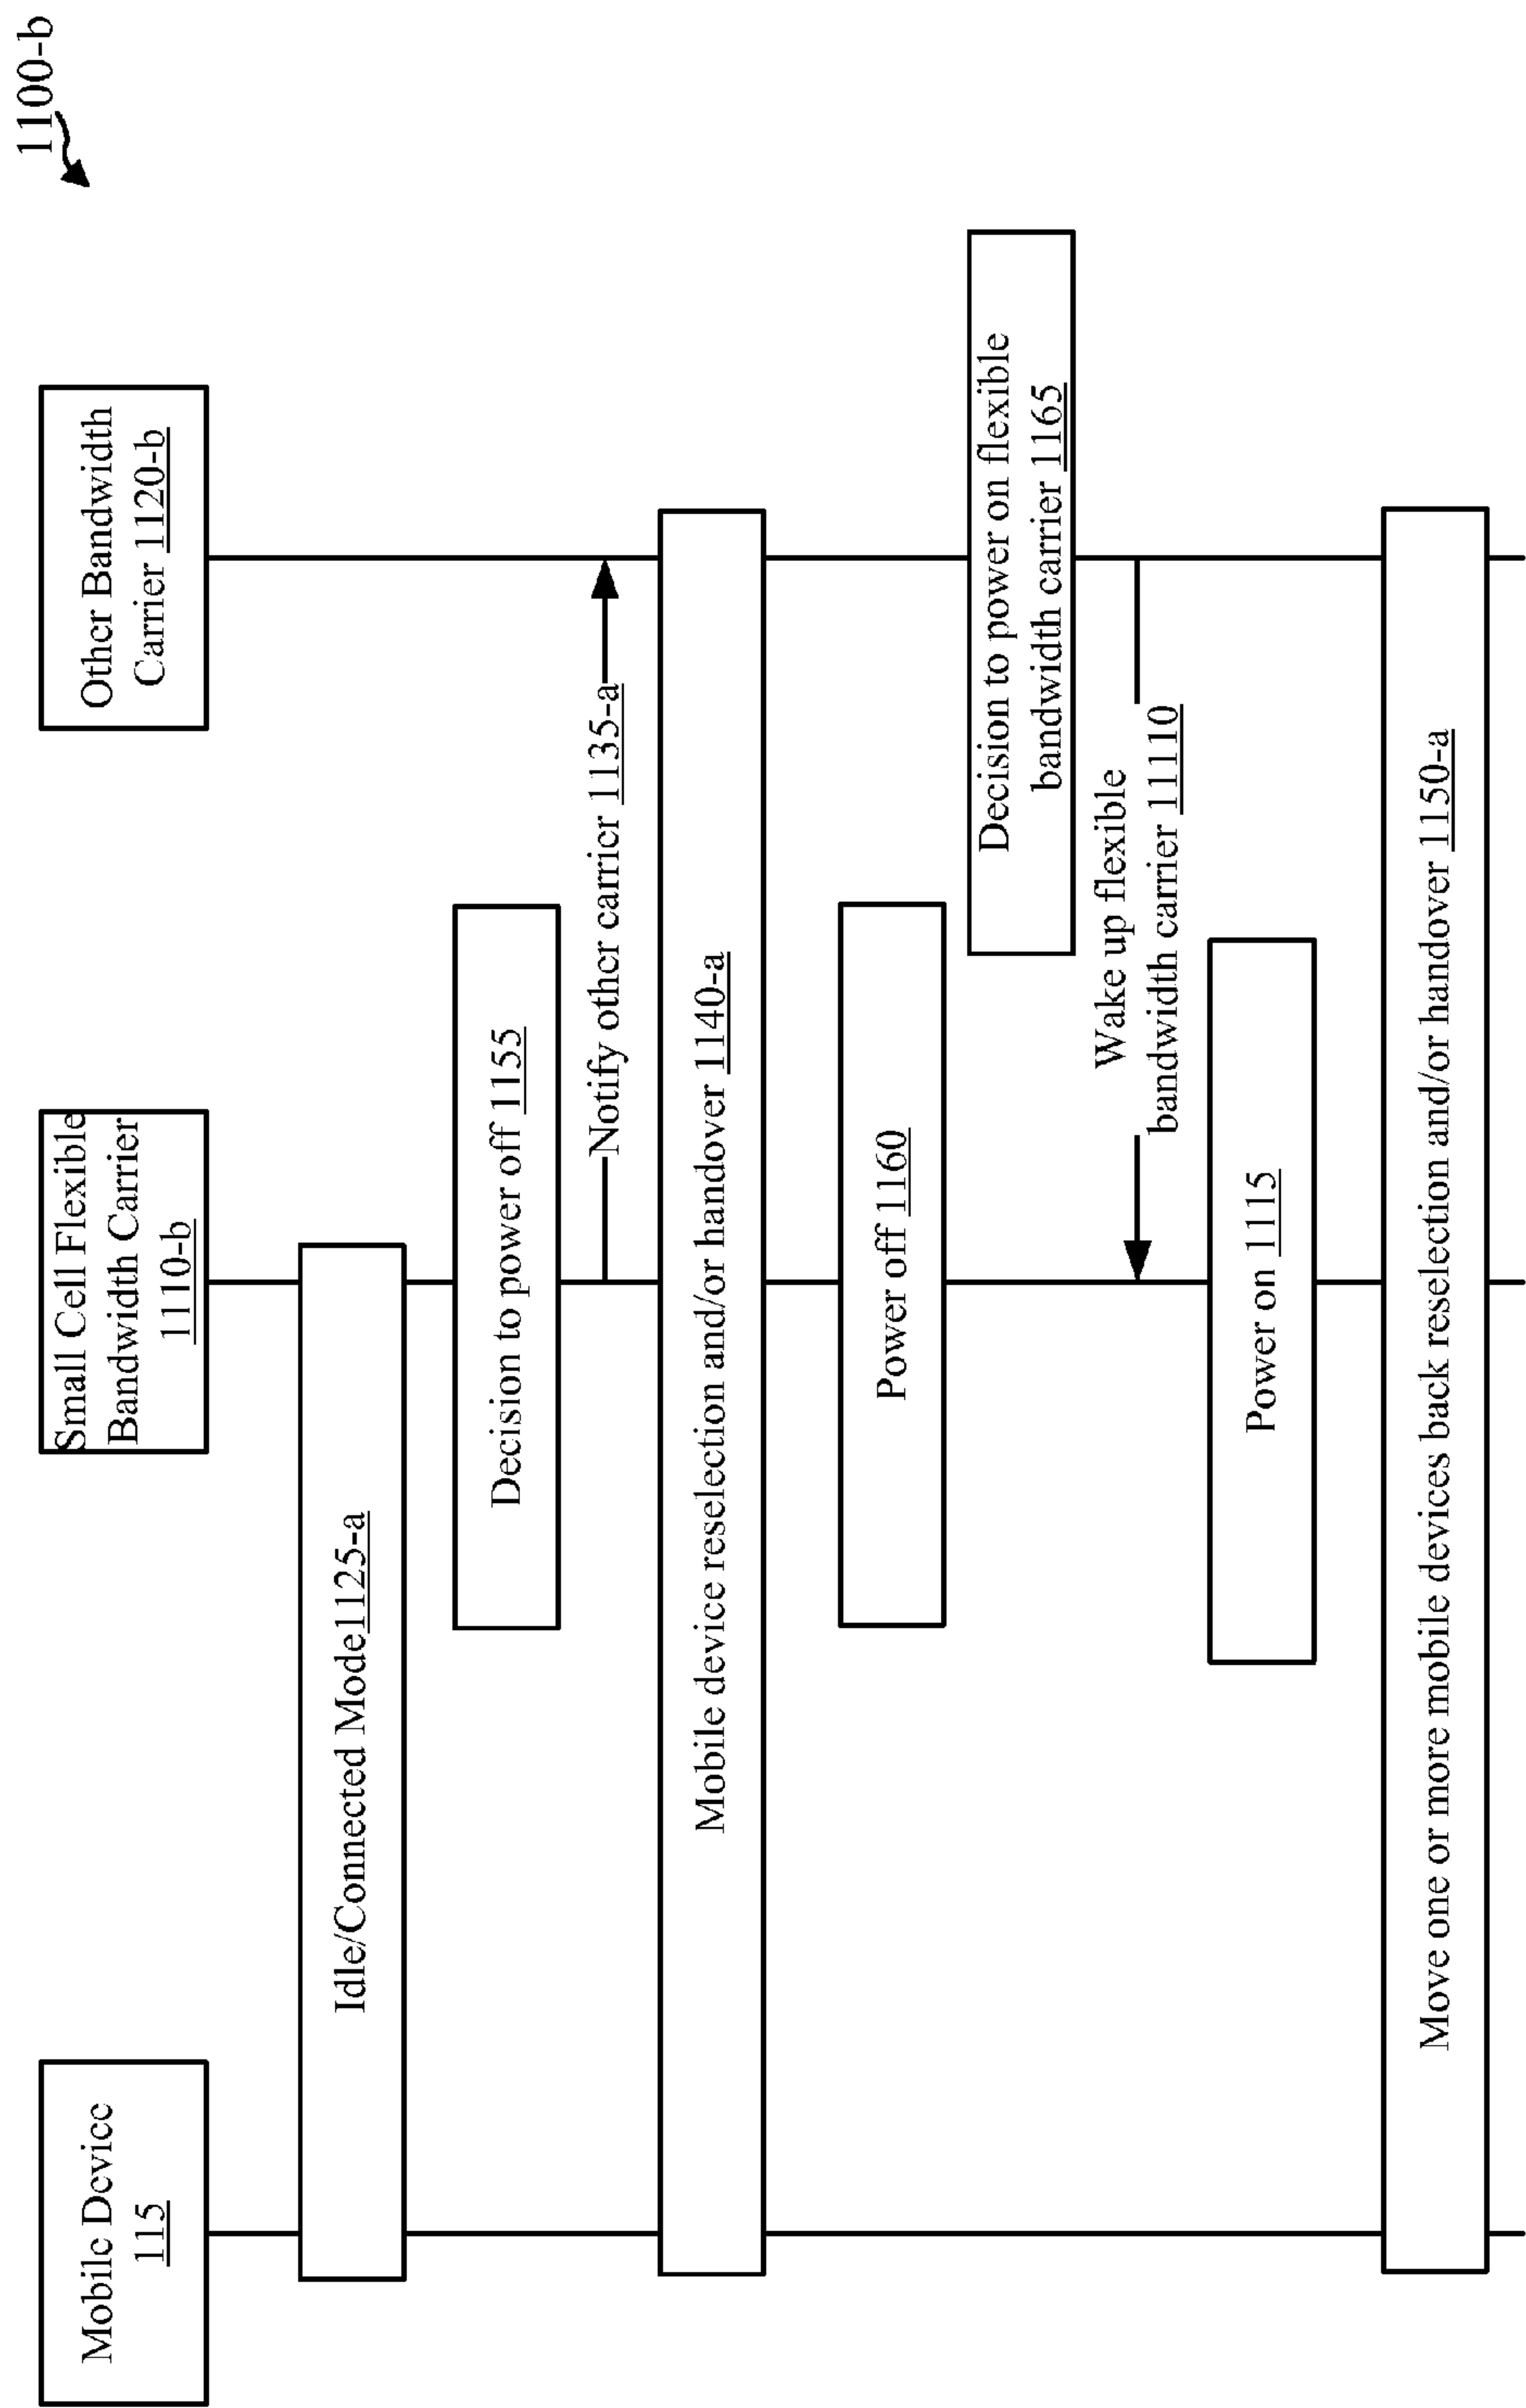 1100-b
Mobile Device
115
Small Cell Flexible
Bandwidth Carrier
1110-b
Other Bandwidth
Carrier 1120-b
Idle/Connected Mode1125-a
Decision to power off 1155
Notify other carrier 1135-a
Mobile device reselection and/or handover 1140-a
Power off 1160
Decision to power on flexible
bandwidth carrier 1165
Wake up flexible
bandwidth carrier 11110
Power on 1115
Move one or more mobile devices back reselection and/or handover 1150-a